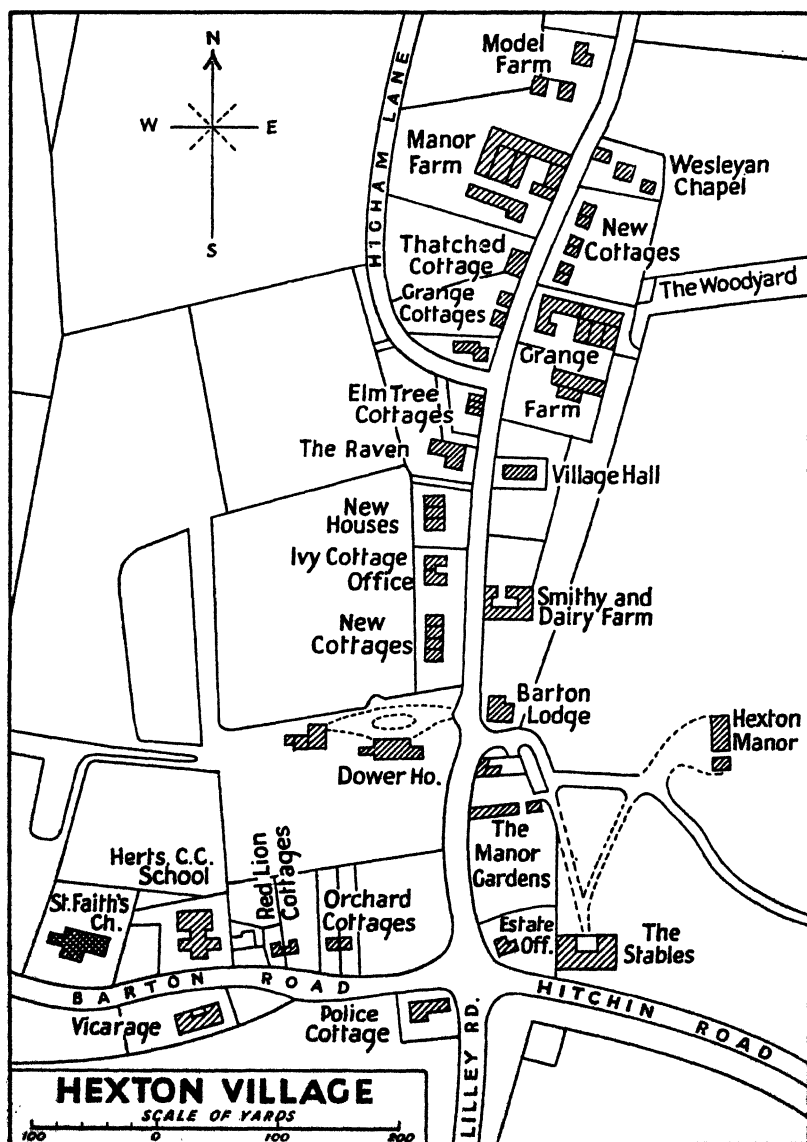 N
W E
S
HIGHAM LANE
Model
Farm
Manor
Farm
Wesleyan
Chapel
New
Cottages
Thatched
Cottage
The Woodyard
Grange
Cottages
Grange
Farm
Elm Tree
Cottages
The Raven
Village Hall
New
Houses
Ivy Cottage
Office
Smithy and
Dairy Farm
New
Cottages
Barton
Lodge
Hexton
Manor
Dower Ho.
The
Manor
Gardens
Herts, C.C.
School
Red Lion
Cottages
St. Faith's
Ch.
Orchard
Cottages
Estate
Off.
The
Stables
BARTON ROAD
HITCHIN ROAD
Vicarage
Police
Cottage
LILLEY RD.
HEXTON VILLAGE
SCALE OF YARDS
100 0 100 200